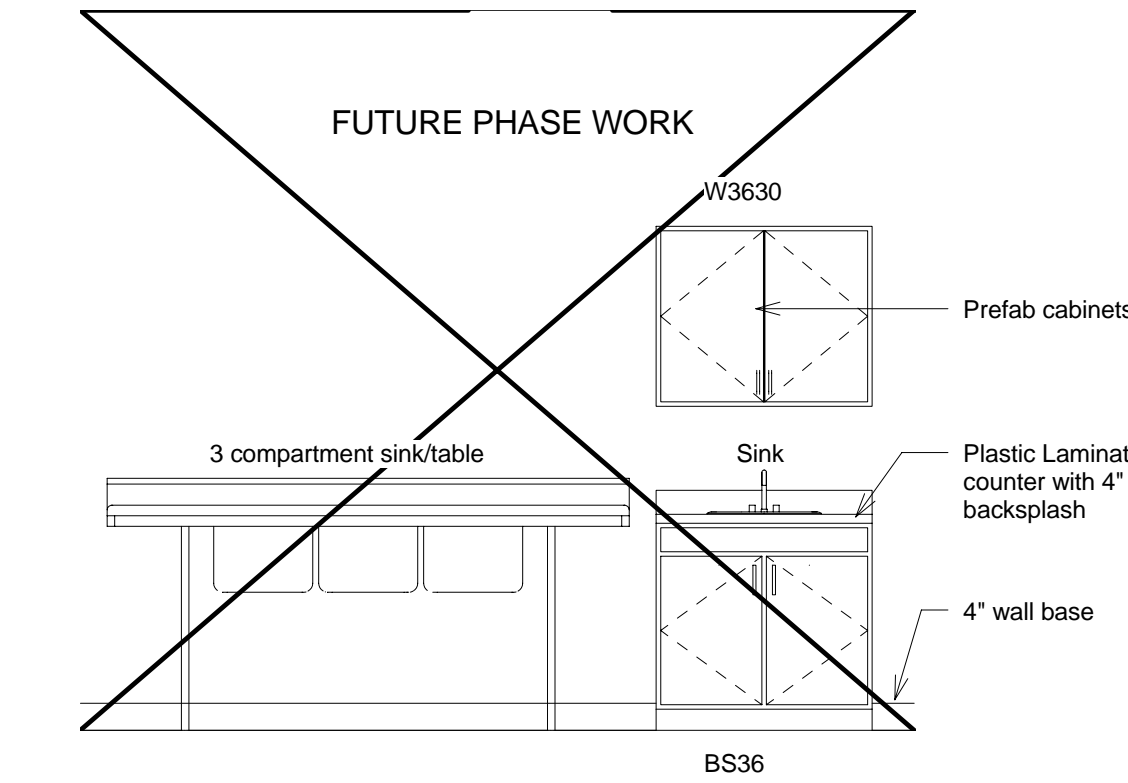 FUTURE PHASE WORK
W3630
Prefab cabinets
3 compartment sink/table
Sink
Plastic Laminat
counter with 4"
backsplash
4" wall base
BS36